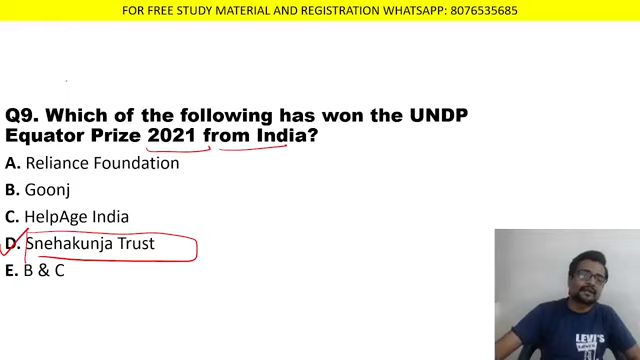 FOR FREE STUDY MATERIAL AND REGISTRATION WHATSAPP: 8076535685
Q9. Which of the following has won the UNDP
Equator Prize 2021 from India?
A. Reliance Foundation
B. Goonj
C. HelpAge India
D. Snehakunja Trust
E. B & C
LEVI'S